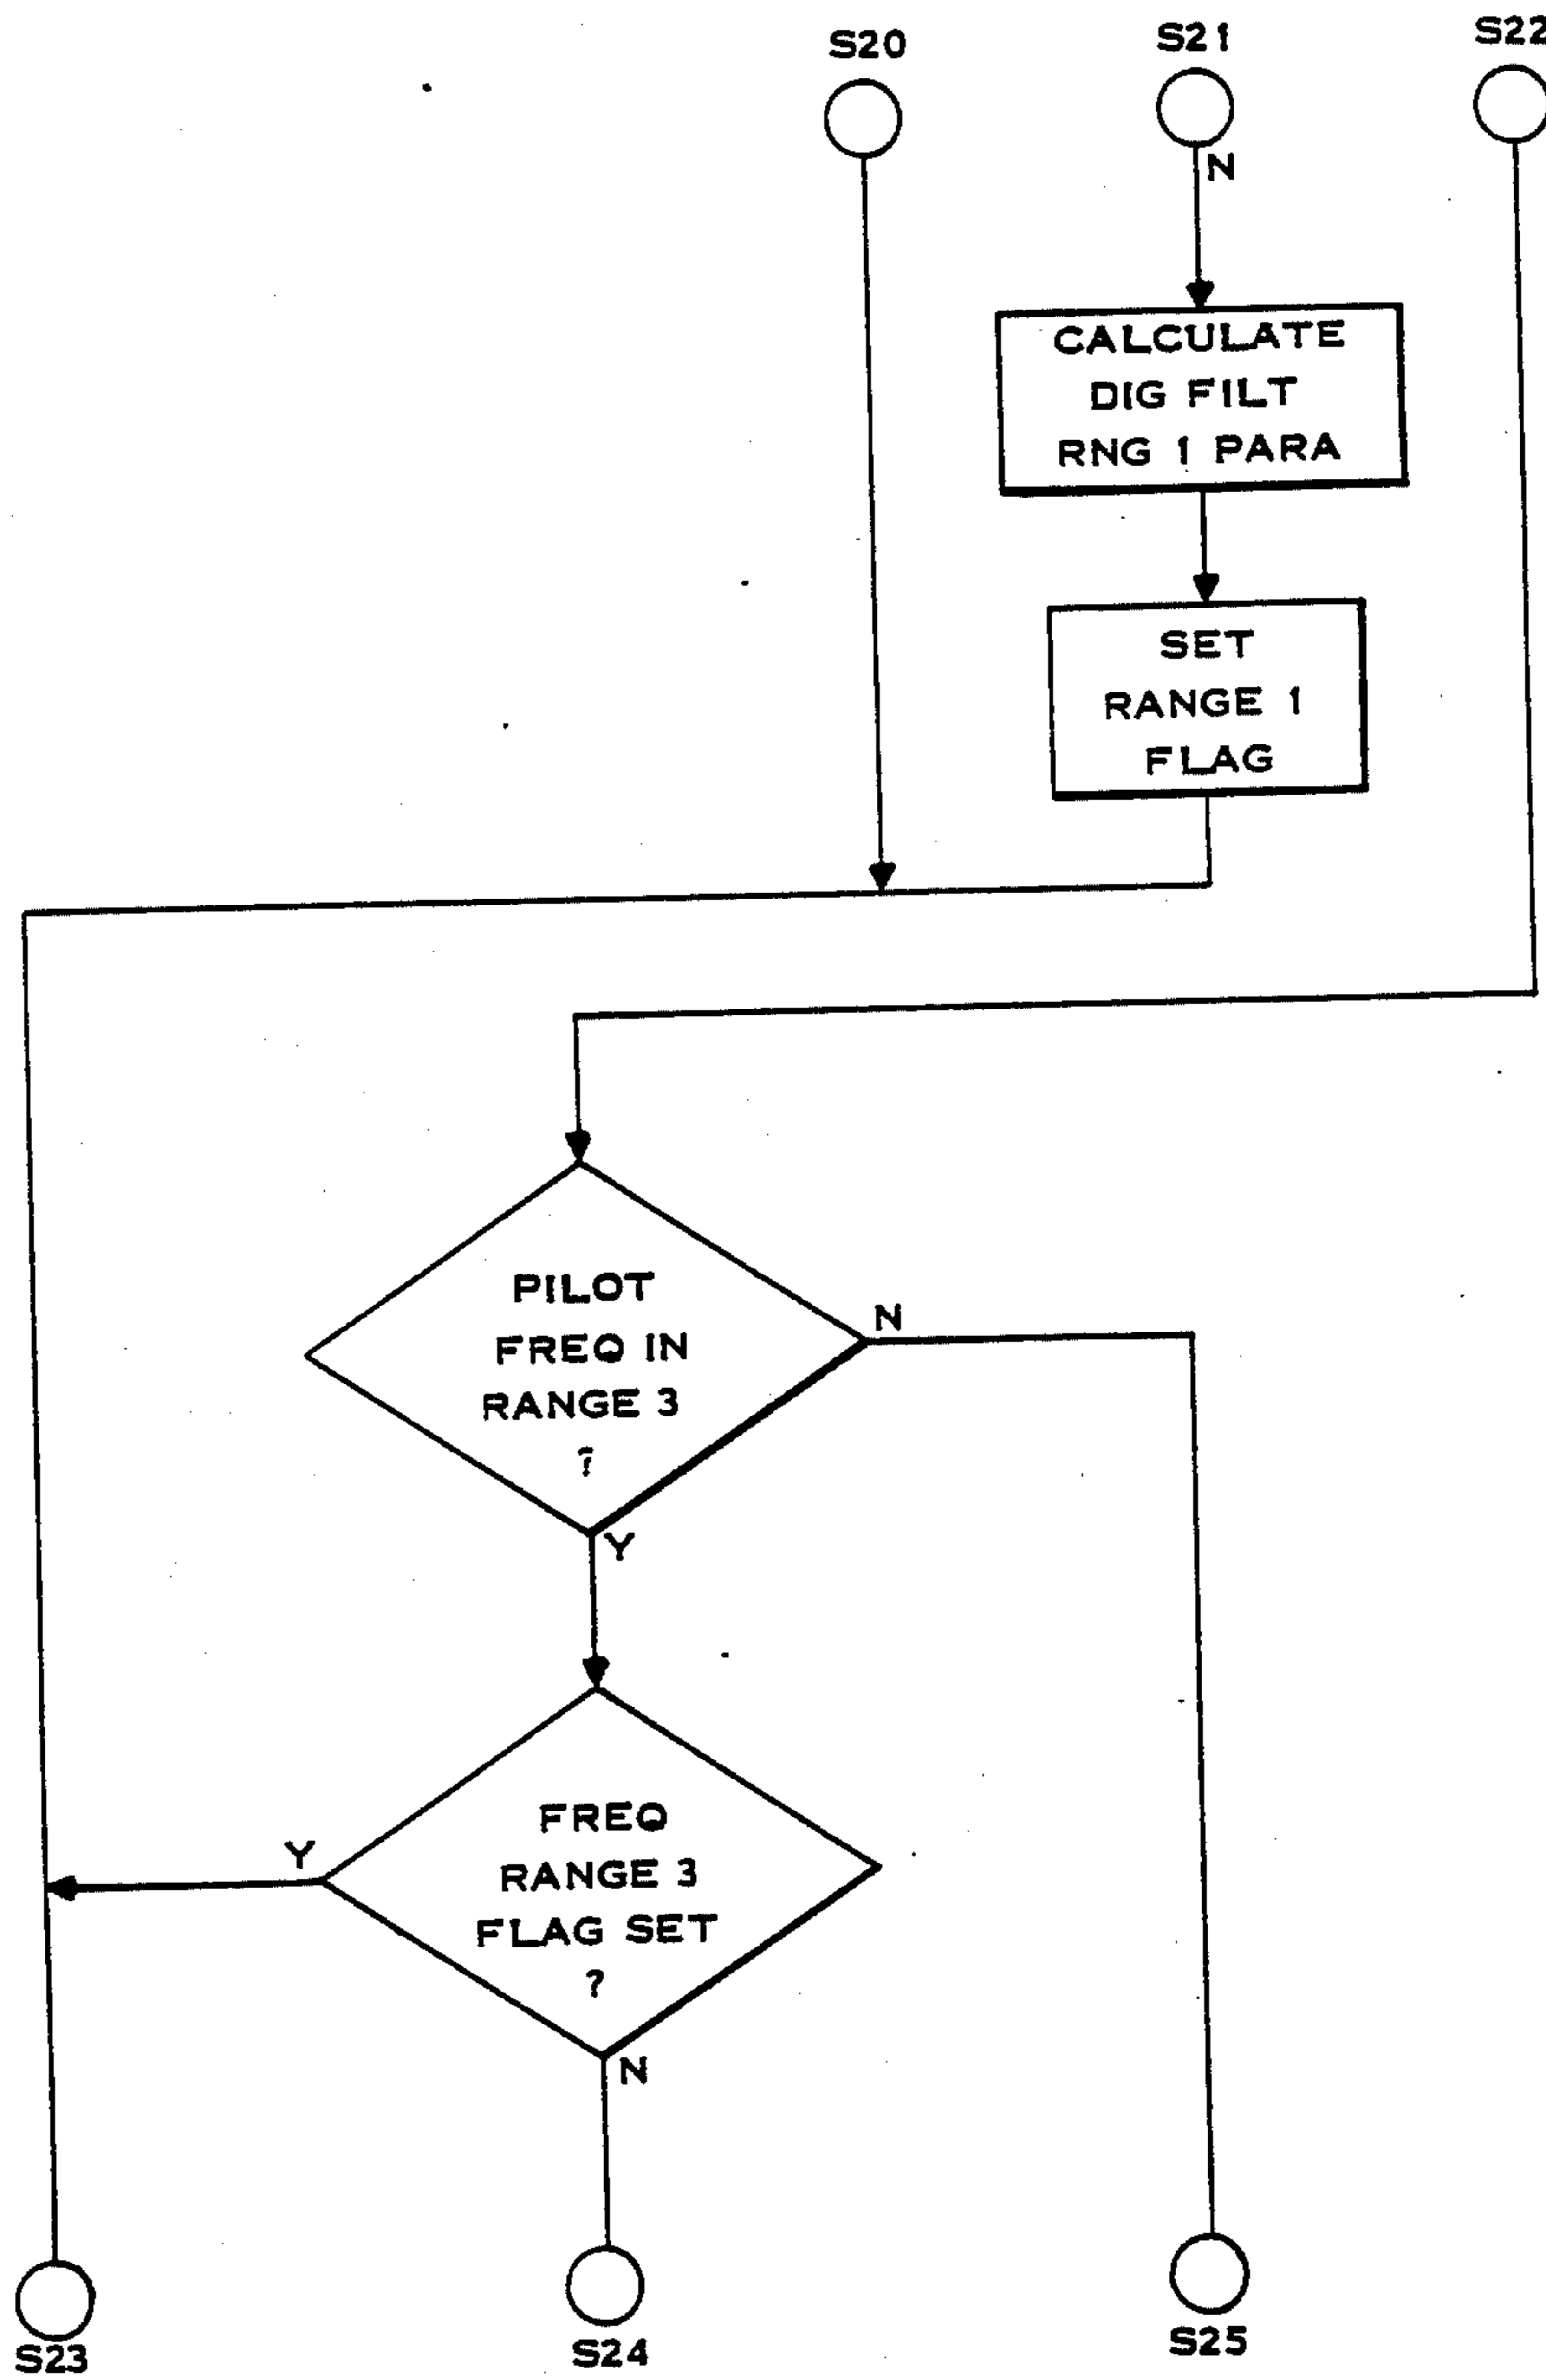 S20
S21
S22
N
CALCULATE
DIG FILT
RNG 1 PARA
SET
RANGE 1
FLAG
PILOT
FREQ IN
RANGE 3
?
N
Y
FREQ
RANGE 3
FLAG SET
?
Y
N
S23
S24
S25